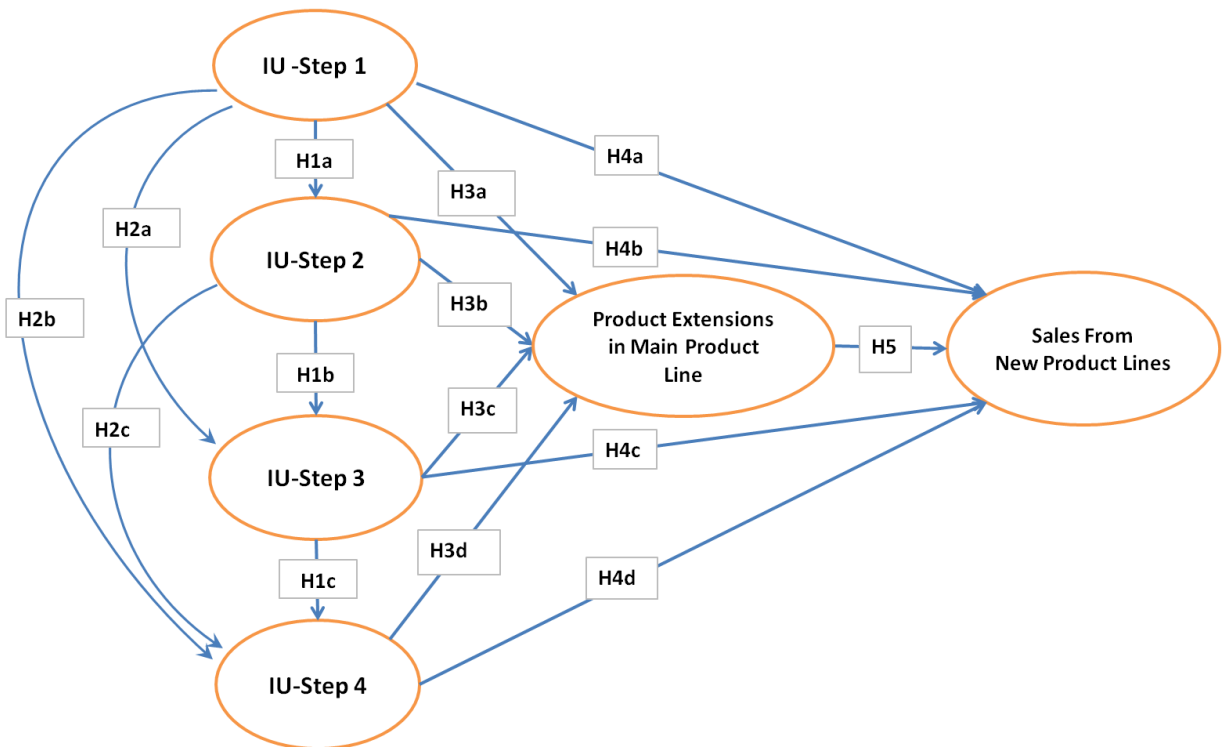 IU -Step 1
H1a
H4a
H3a
H2a
IU-Step 2
H4b
H3b
H2b
Product Extensions
in Main Product
Line
H5
Sales From
New Product Lines
H1b
H3c
H2c
H4c
IU-Step 3
H3d
H1c
H4d
IU-Step 4